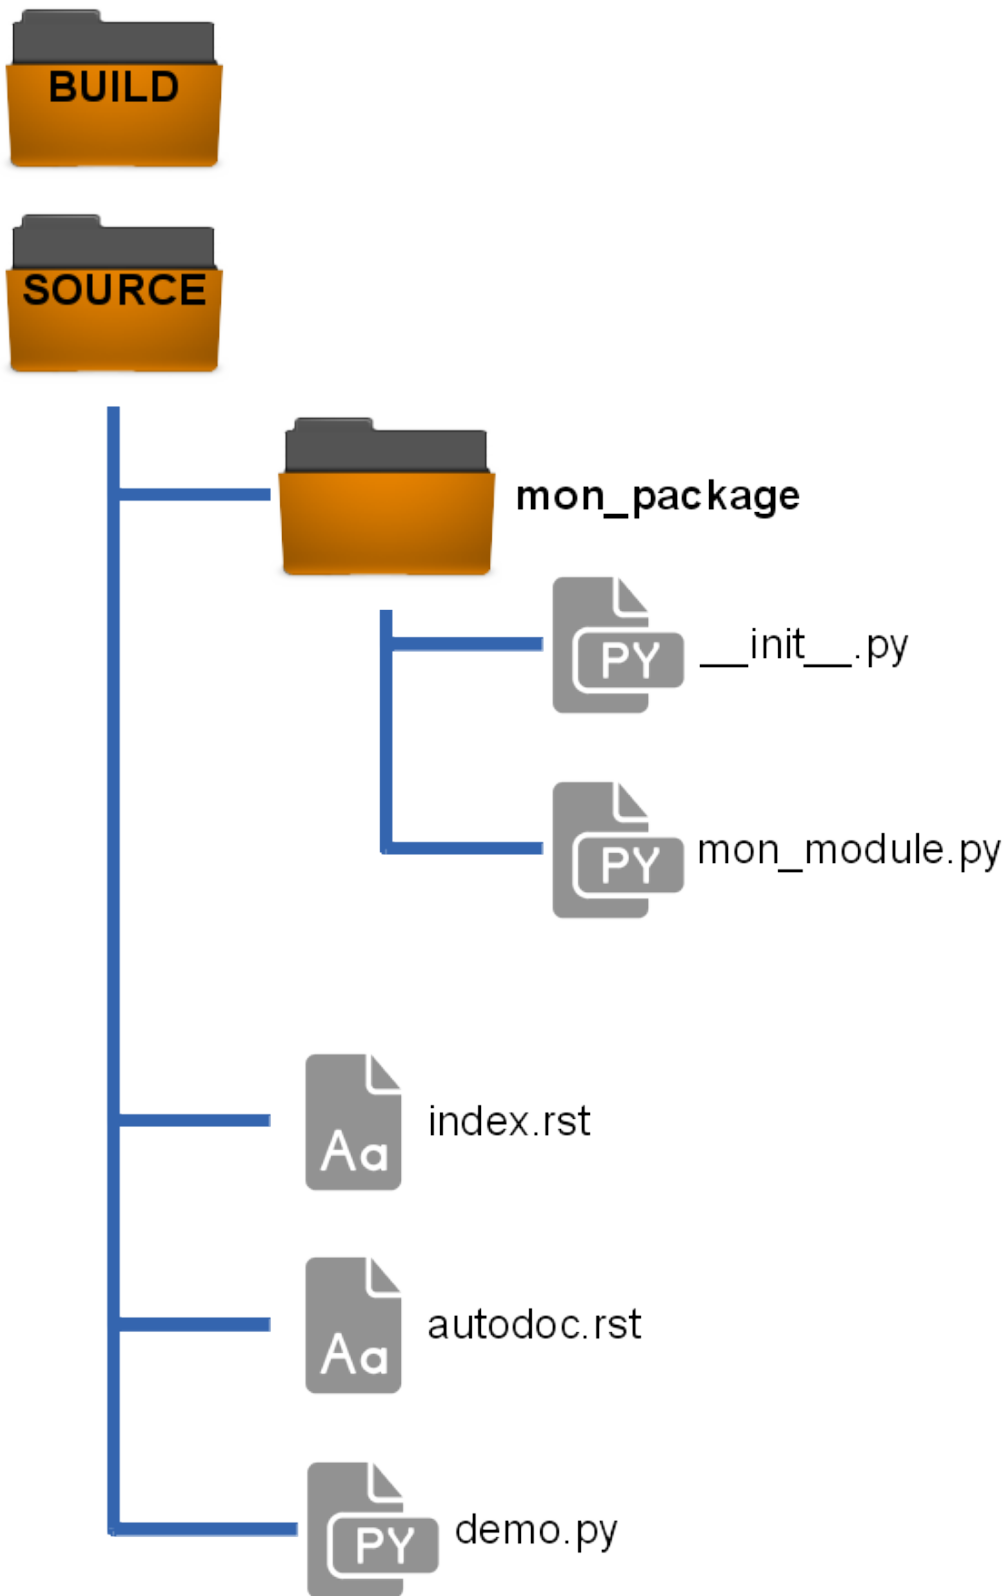 BUILD
SOURCE
mon_package
PY __init__.py
PY mon_module.py
Aa index.rst
Aa autodoc.rst
PY demo.py